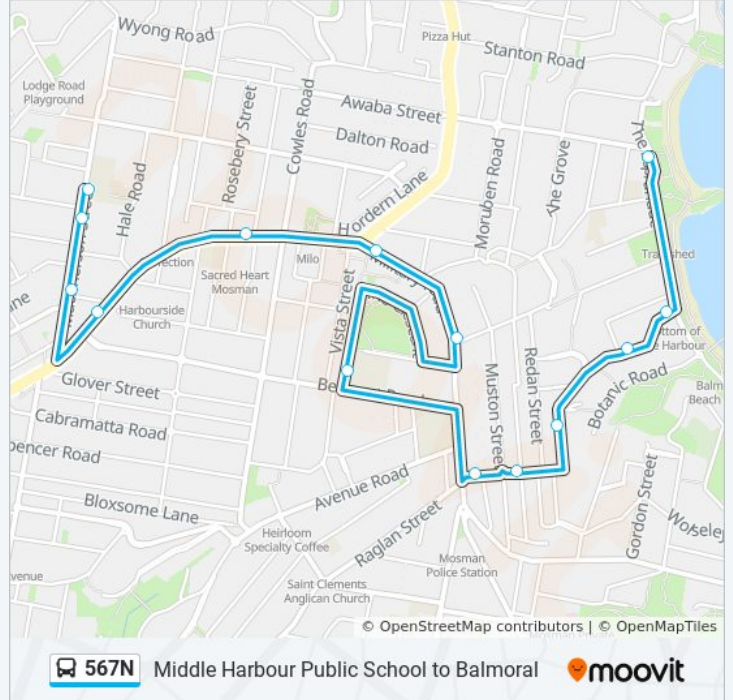 Wyong Road
Pizza Hut
Stanton Road
Lodge Road
Playground
Awaba Street
Dalton Road
Rosebery Street
Cowles Road
Hale Road
Hordern Lane
Moruben Road
The Grove
The
Sacred Heart
Mosman
Milo
Harbourside
Church
Vista Street
Glover Street
Cabramatta Road
Redan Street
Muston Street
Botanic Road
Balm
Beach
Bloxsome Lane
Avenue Road
Raglan Street
Gordon Street
Heirloom
Specialty Coffee
Mosman
Police Station
Saint Clements
Anglican Church
© OpenStreetMap contributors | © OpenMapTiles
567N Middle Harbour Public School to Balmoral moovit